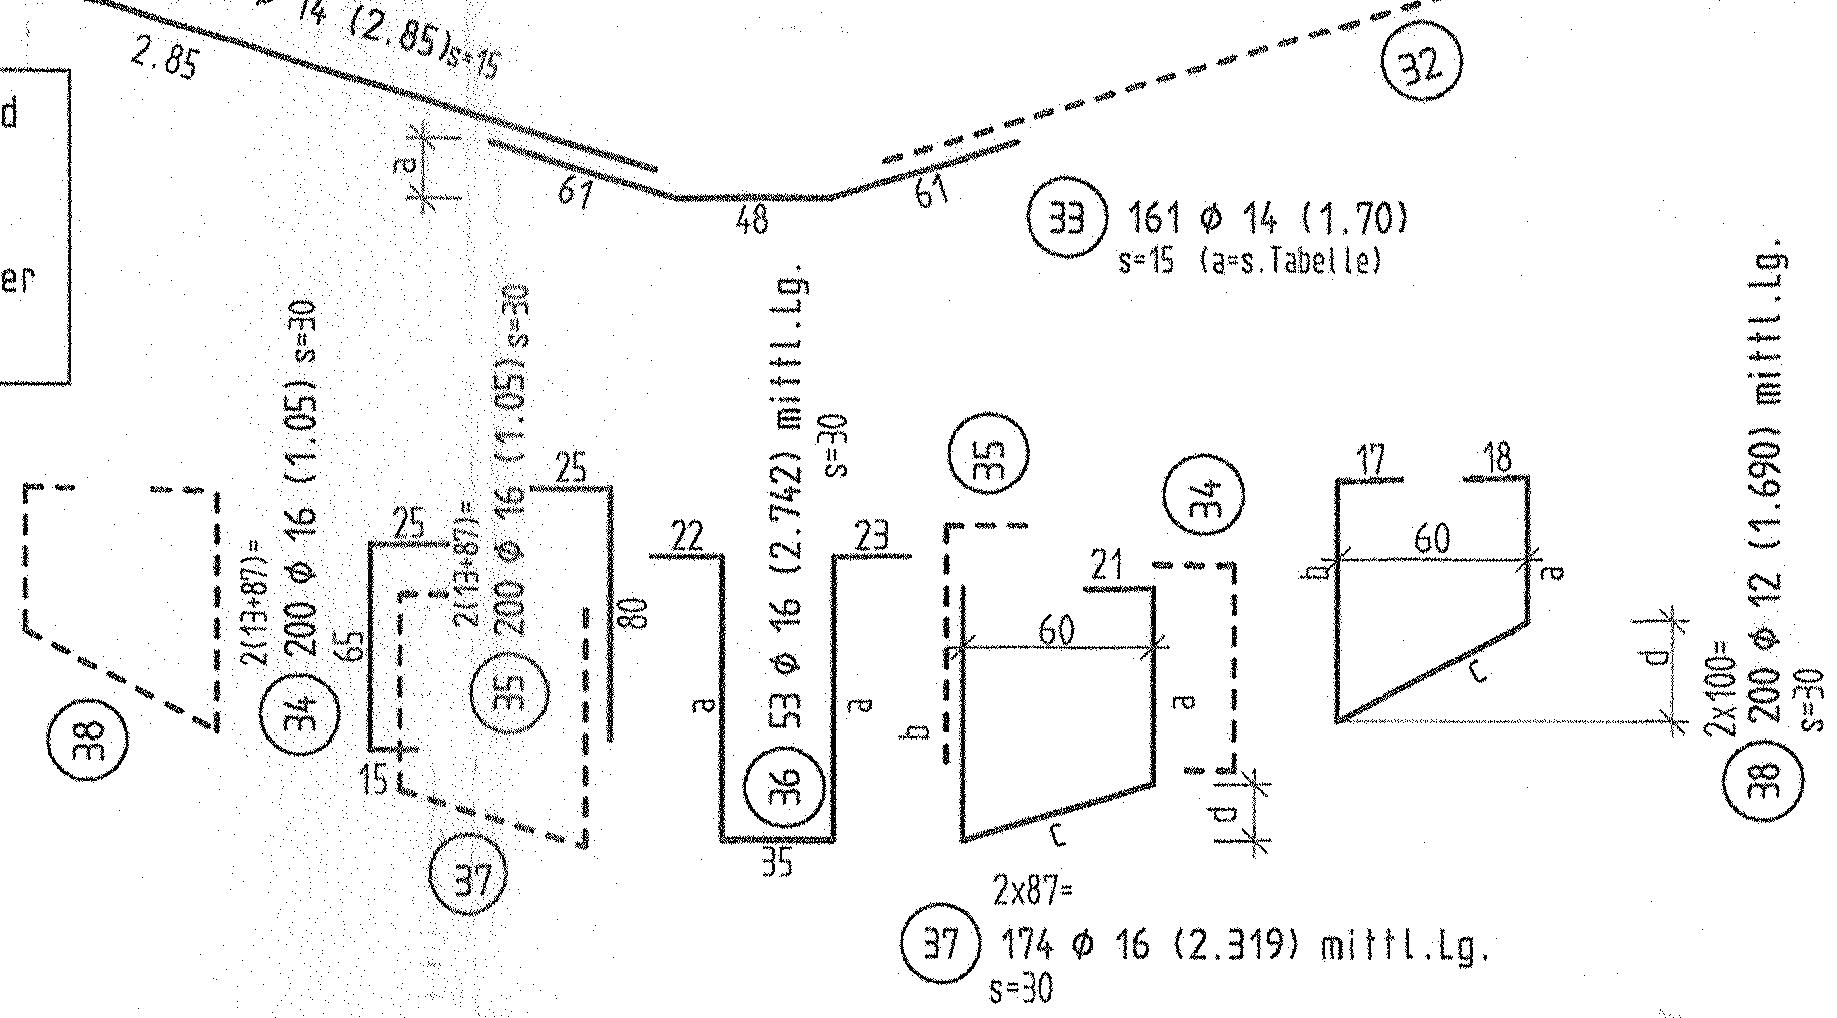 14 (2.85) s=15
2.85
32
d
a
61
48
61
33 161 ϕ 14 (1.70)
s=15 (a=s.Tabelle)
er
38
2(13+87)=
34 200 ϕ 16 (1.05) s=30
25
65
15
2(13+87)=
35 200 ϕ 16 (1.05) s=30
25
80
37
22
23
a
a
35
36 53 ϕ 16 (2.742) mittl.Lg.
s=30
35
34
21
60
b
a
c
d
2x87=
37 174 ϕ 16 (2.319) mittl.Lg.
s=30
17
18
60
b
a
c
d
2x100=
38 200 ϕ 12 (1.690) mittl.Lg.
s=30